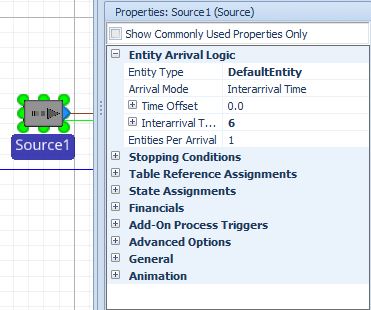 Properties: Source1 (Source)
Show Commonly Used Properties Only
Entity Arrival Logic
Entity Type DefaultEntity
Arrival Mode Interarrival Time
Time Offset 0.0
Interarrival T... 6
Entities Per Arrival 1
Stopping Conditions
Table Reference Assignments
State Assignments
Financials
Add-On Process Triggers
Advanced Options
General
Animation
Source1